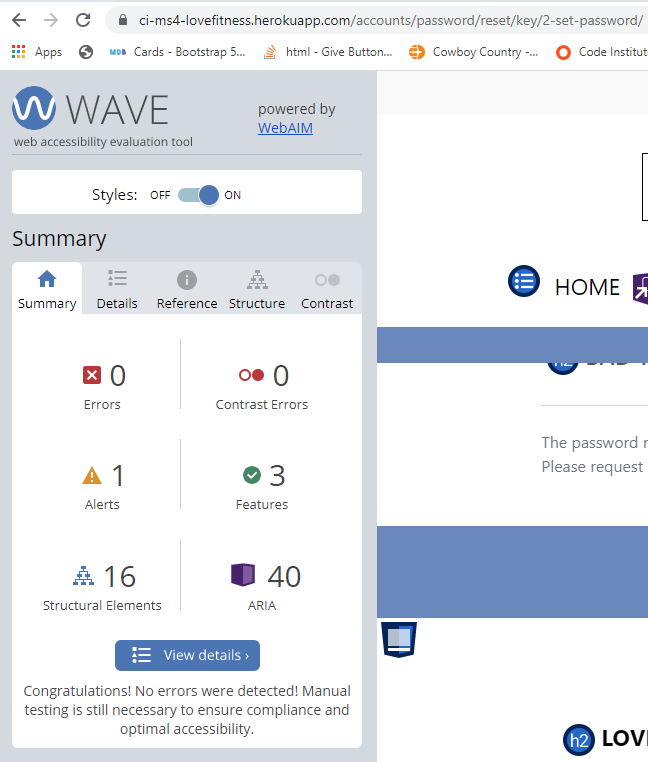 ci-ms4-lovefitness.herokuapp.com/accounts/password/reset/key/2-set-password/
Apps
MDB Cards - Bootstrap 5...
html - Give Button...
Cowboy Country -...
Code Institut
WAVE
web accessibility evaluation tool
powered by
WebAIM
Styles: OFF ON
Summary
Summary Details Reference Structure Contrast
0 0
Errors Contrast Errors
1 3
Alerts Features
16 40
Structural Elements ARIA
View details ›
Congratulations! No errors were detected! Manual
testing is still necessary to ensure compliance and
optimal accessibility.
HOME
h2
The password r
Please request
h2 LOV